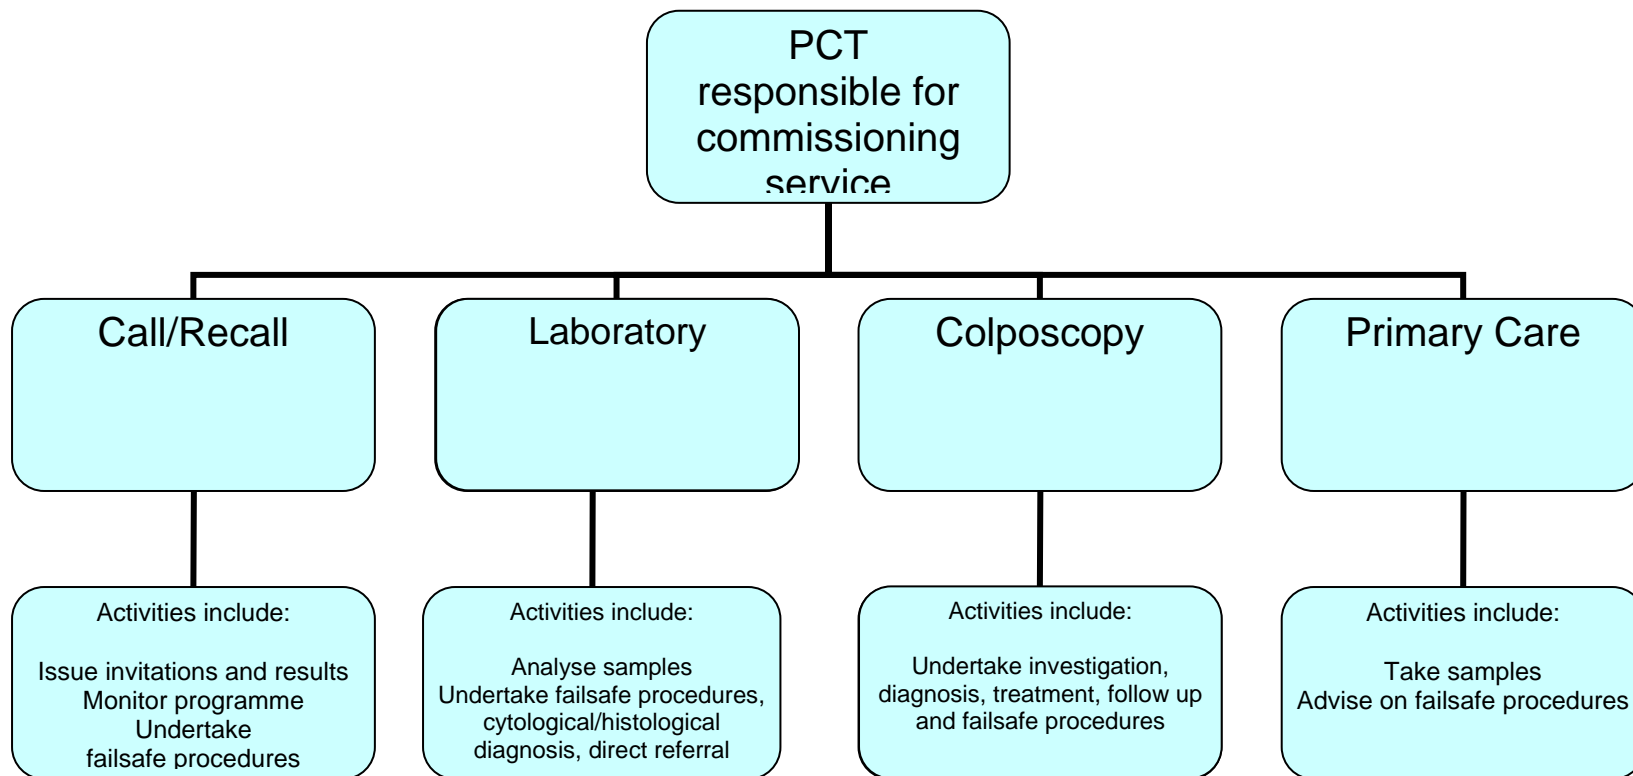 PCT
responsible for
commissioning
service
Call/Recall
Laboratory
Colposcopy
Primary Care
Activities include:
Issue invitations and results
Monitor programme
Undertake
failsafe procedures
Activities include:
Analyse samples
Undertake failsafe procedures,
cytological/histological
diagnosis, direct referral
Activities include:
Undertake investigation,
diagnosis, treatment, follow up
and failsafe procedures
Activities include:
Take samples
Advise on failsafe procedures